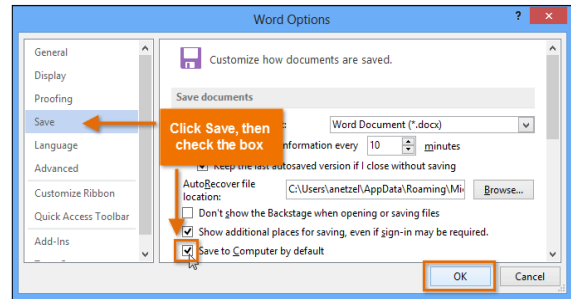 Word Options
?
x
General
Display
Proofing
Save
Language
Advanced
Customize Ribbon
Quick Access Toolbar
Add-Ins
Customize how documents are saved.
Save documents
Click Save, then
check the box
Word Document (*.docx)
nformation every 10 minutes
Keep the last autosaved version if I close without saving
AutoRecover file
location:
C:\Users\anetzel\AppData\Roaming\Mi
Browse...
Don't show the Backstage when opening or saving files
Show additional places for saving, even if sign-in may be required.
Save to Computer by default
OK
Cancel